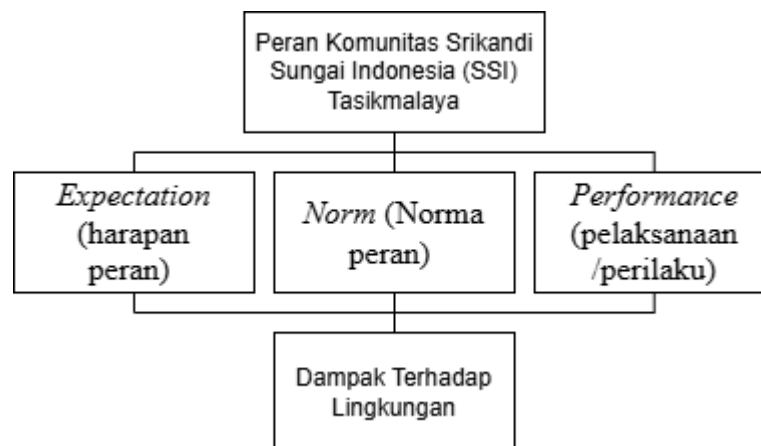 Peran Komunitas Srikandi
Sungai Indonesia (SSI)
Tasikmalaya
Expectation
(harapan
peran)
Norm (Norma
peran)
Performance
(pelaksanaan
/perilaku)
Dampak Terhadap
Lingkungan